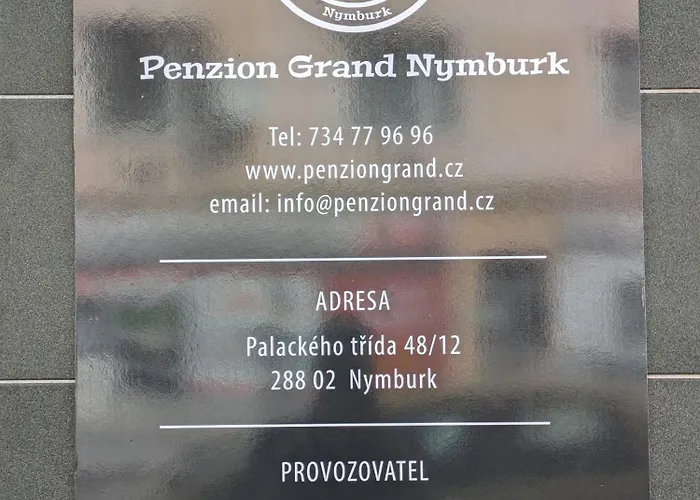 Nymburk
Penzion Grand Nymburk
Tel: 734 77 96 96
www.penziongrand.cz
email: info@penziongrand.cz
ADRESA
Palackého třída 48/12
288 02 Nymburk
PROVOZOVATEL